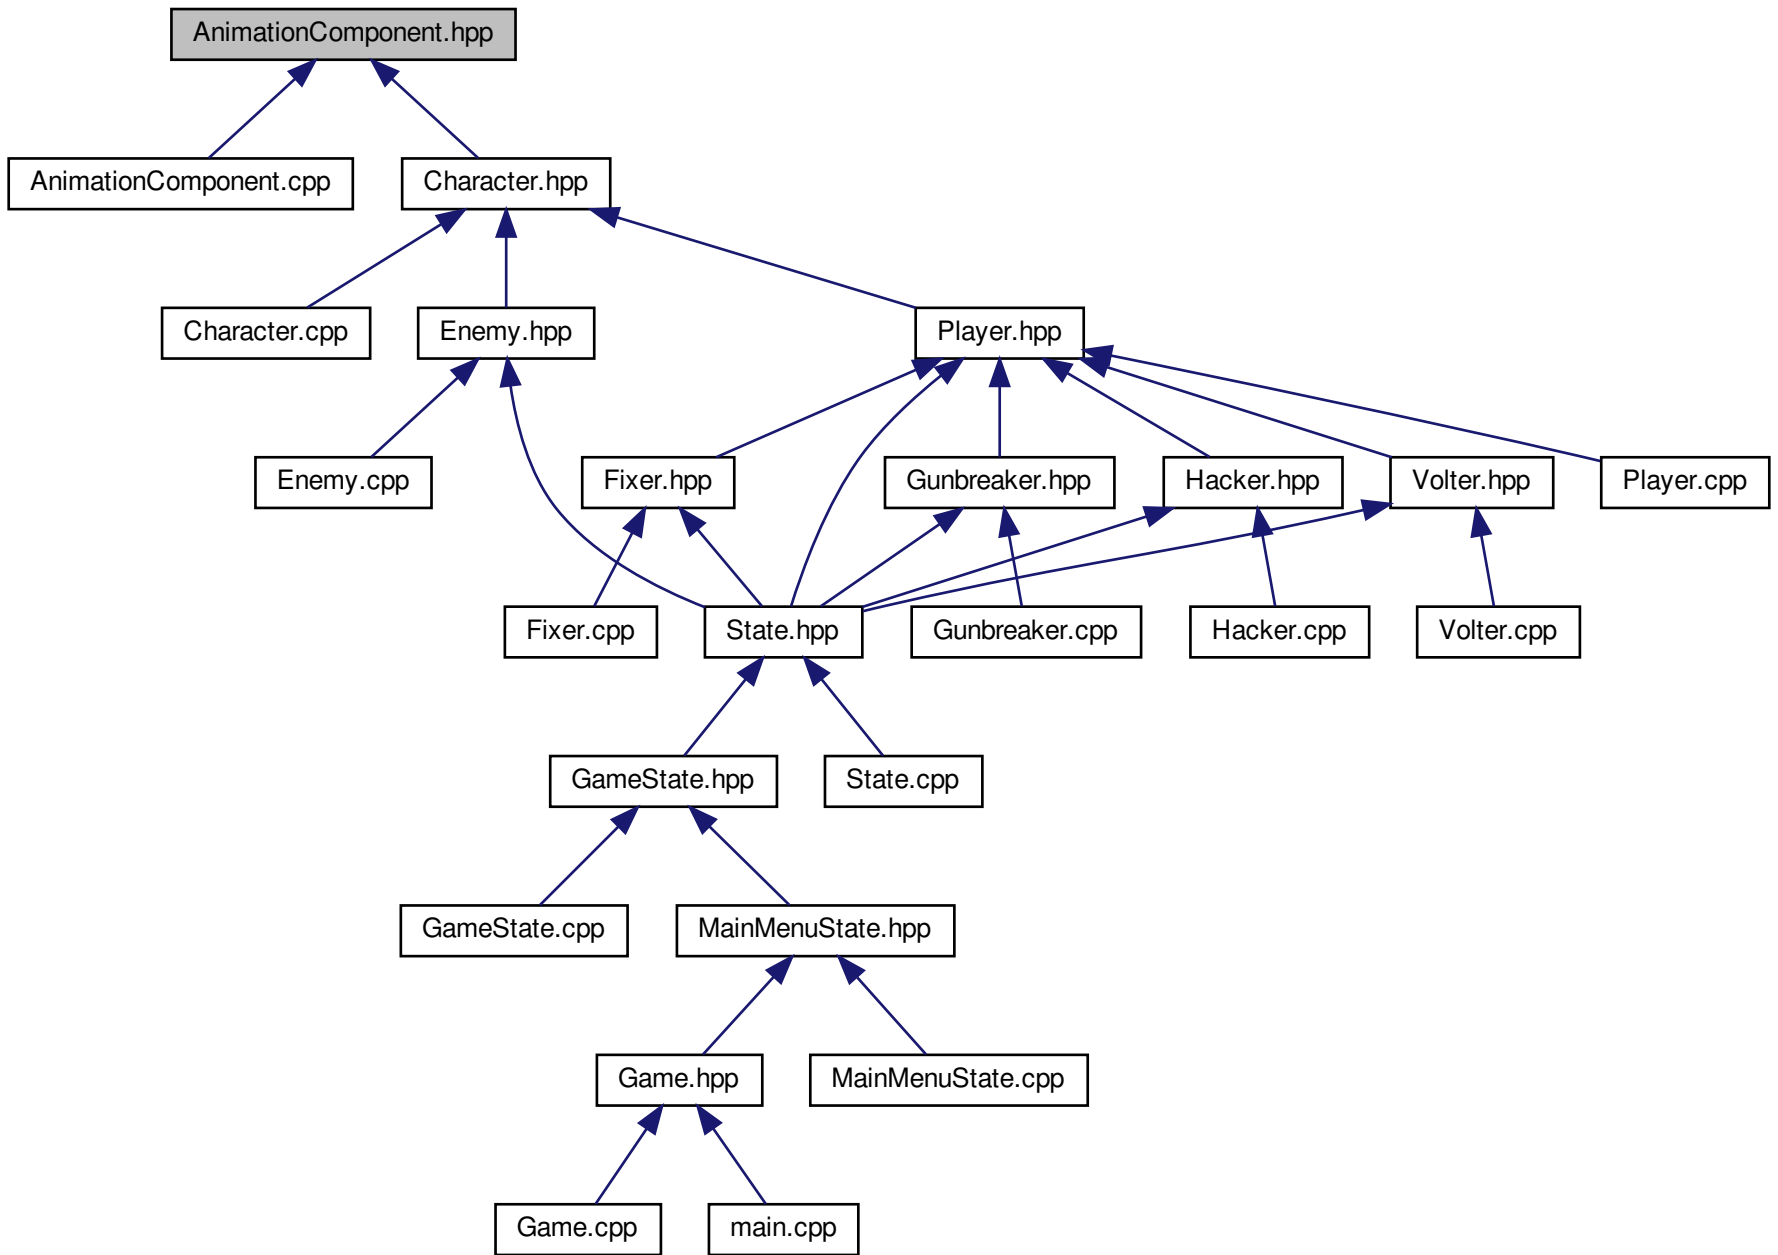 AnimationComponent.hpp
AnimationComponent.cpp
Character.hpp
Character.cpp
Enemy.hpp
Player.hpp
Enemy.cpp
Fixer.hpp
Gunbreaker.hpp
Hacker.hpp
Volter.hpp
Player.cpp
Fixer.cpp
State.hpp
Gunbreaker.cpp
Hacker.cpp
Volter.cpp
GameState.hpp
State.cpp
GameState.cpp
MainMenuState.hpp
Game.hpp
MainMenuState.cpp
Game.cpp
main.cpp